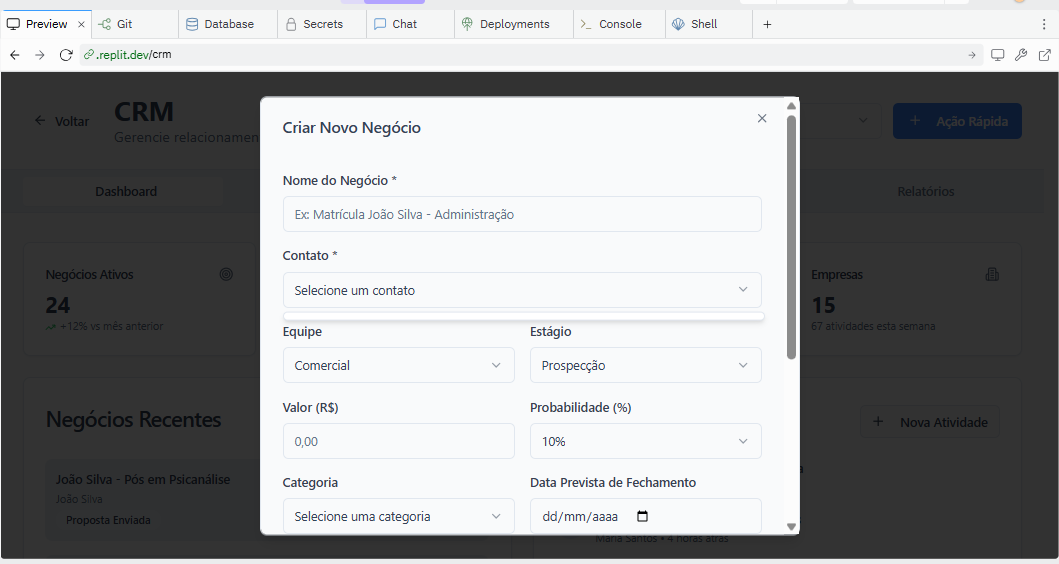 Preview
Git
Database
Secrets
Chat
Deployments
Console
Shell
.replit.dev/crm
Voltar
CRM
Gerencie relacionamen
Ação Rápida
Dashboard
Relatórios
Negócios Ativos
24
+12% vs mês anterior
Empresas
15
67 atividades esta semana
Negócios Recentes
Nova Atividade
João Silva - Pós em Psicanálise
João Silva
Proposta Enviada
Maria Santos • 4 horas atrás
Criar Novo Negócio
Nome do Negócio *
Ex: Matrícula João Silva - Administração
Contato *
Selecione um contato
Equipe Estágio
Comercial Prospecção
Valor (R$) Probabilidade (%)
0,00 10%
Categoria Data Prevista de Fechamento
Selecione uma categoria dd/mm/aaaa